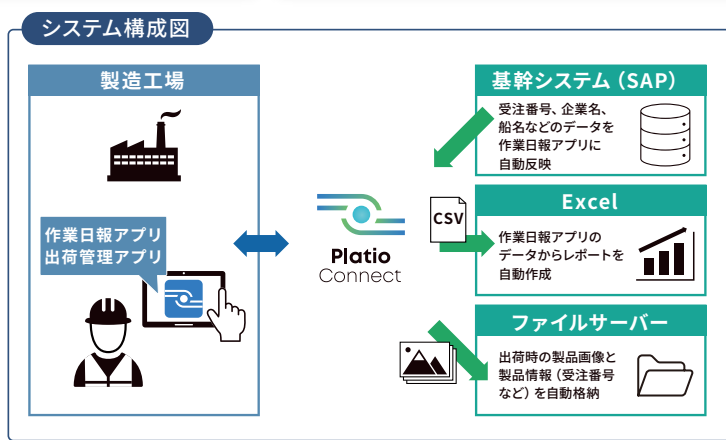 システム構成図
製造工場
作業日報アプリ
出荷管理アプリ
Platio
Connect
基幹システム（SAP）
受注番号、企業名、
船名などのデータを
作業日報アプリに
自動反映
CSV
Excel
作業日報アプリの
データからレポートを
自動作成
ファイルサーバー
出荷時の製品画像と
製品情報（受注番号
など）を自動格納